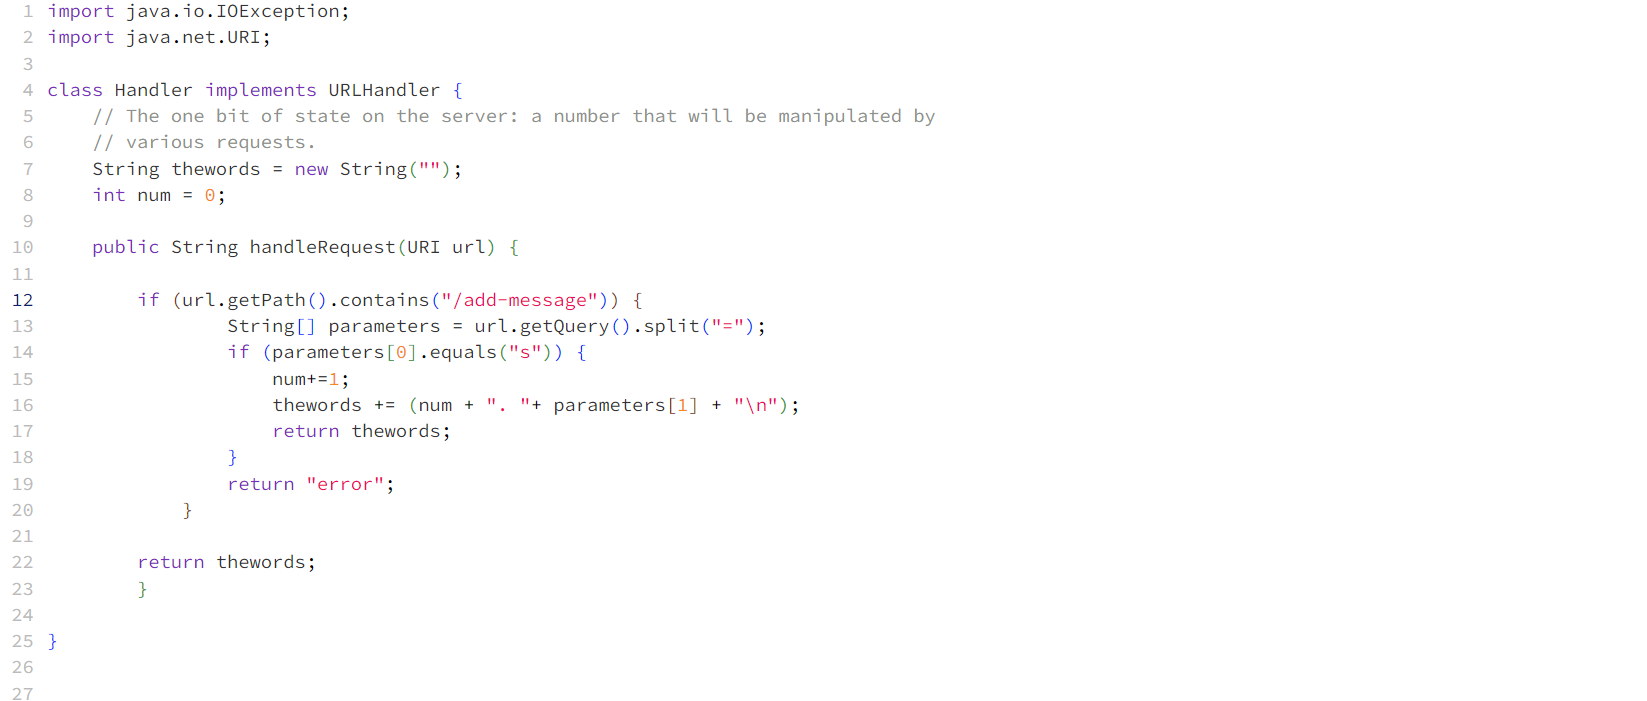 1 import java.io.IOException;
2 import java.net.URI;
3
4 class Handler implements URLHandler {
5     // The one bit of state on the server: a number that will be manipulated by
6     // various requests.
7     String thewords = new String("");
8     int num = 0;
9
10     public String handleRequest(URI url) {
11
12         if (url.getPath().contains("/add-message")) {
13                 String[] parameters = url.getQuery().split("=");
14                 if (parameters[0].equals("s")) {
15                     num+=1;
16                     thewords += (num + ". "+ parameters[1] + "\n");
17                     return thewords;
18                 }
19                 return "error";
20             }
21
22         return thewords;
23         }
24
25 }
26
27